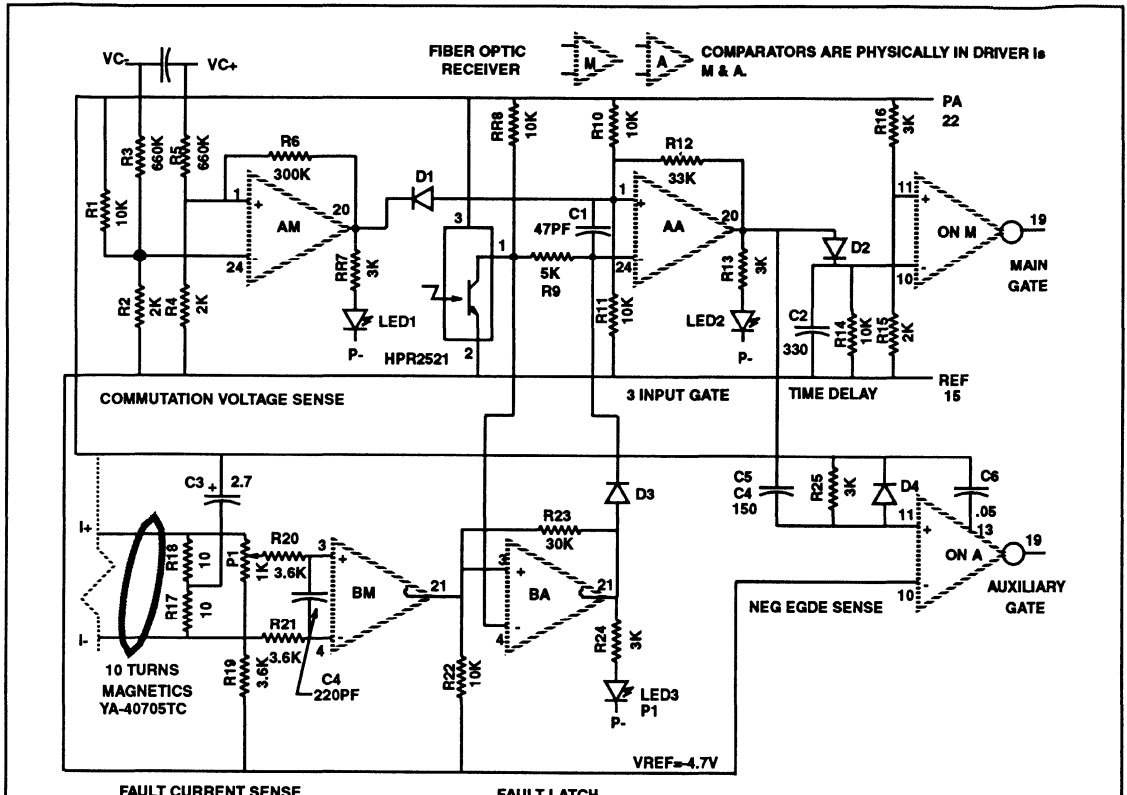 FIBER OPTIC
RECEIVER
M
A
COMPARATORS ARE PHYSICALLY IN DRIVER Is
M & A.
VC-
VC+
PA
22
R3
660K
R5
660K
R6
300K
R1
10K
1
+
AM
20
-
24
R2
2K
R4
2K
RR7
3K
LED1
P-
D1
3
1
2
HPR2521
RR8
10K
R10
10K
C1
47PF
5K
R9
R11
10K
R12
33K
1
+
AA
20
-
24
R13
3K
LED2
P-
R16
3K
D2
C2
330
R14
10K
R15
2K
11
+
ON M
19
-
10
MAIN
GATE
REF
15
COMMUTATION VOLTAGE SENSE
3 INPUT GATE
TIME DELAY
C3
+
2.7
I+
I-
R18
10
R17
10
P1
1K
R20
3.6K
R21
3.6K
R19
3.6K
C4
220PF
3
+
BM
21
-
4
10 TURNS
MAGNETICS
YA-40705TC
R22
10K
R23
30K
3
+
BA
21
-
4
D3
R24
3K
LED3
P1
P-
C5
C4
150
R25
3K
D4
C6
.05
13
11
+
ON A
19
-
10
NEG EGDE SENSE
AUXILIARY
GATE
VREF=-4.7V
FAULT CURRENT SENSE
FAULT LATCH